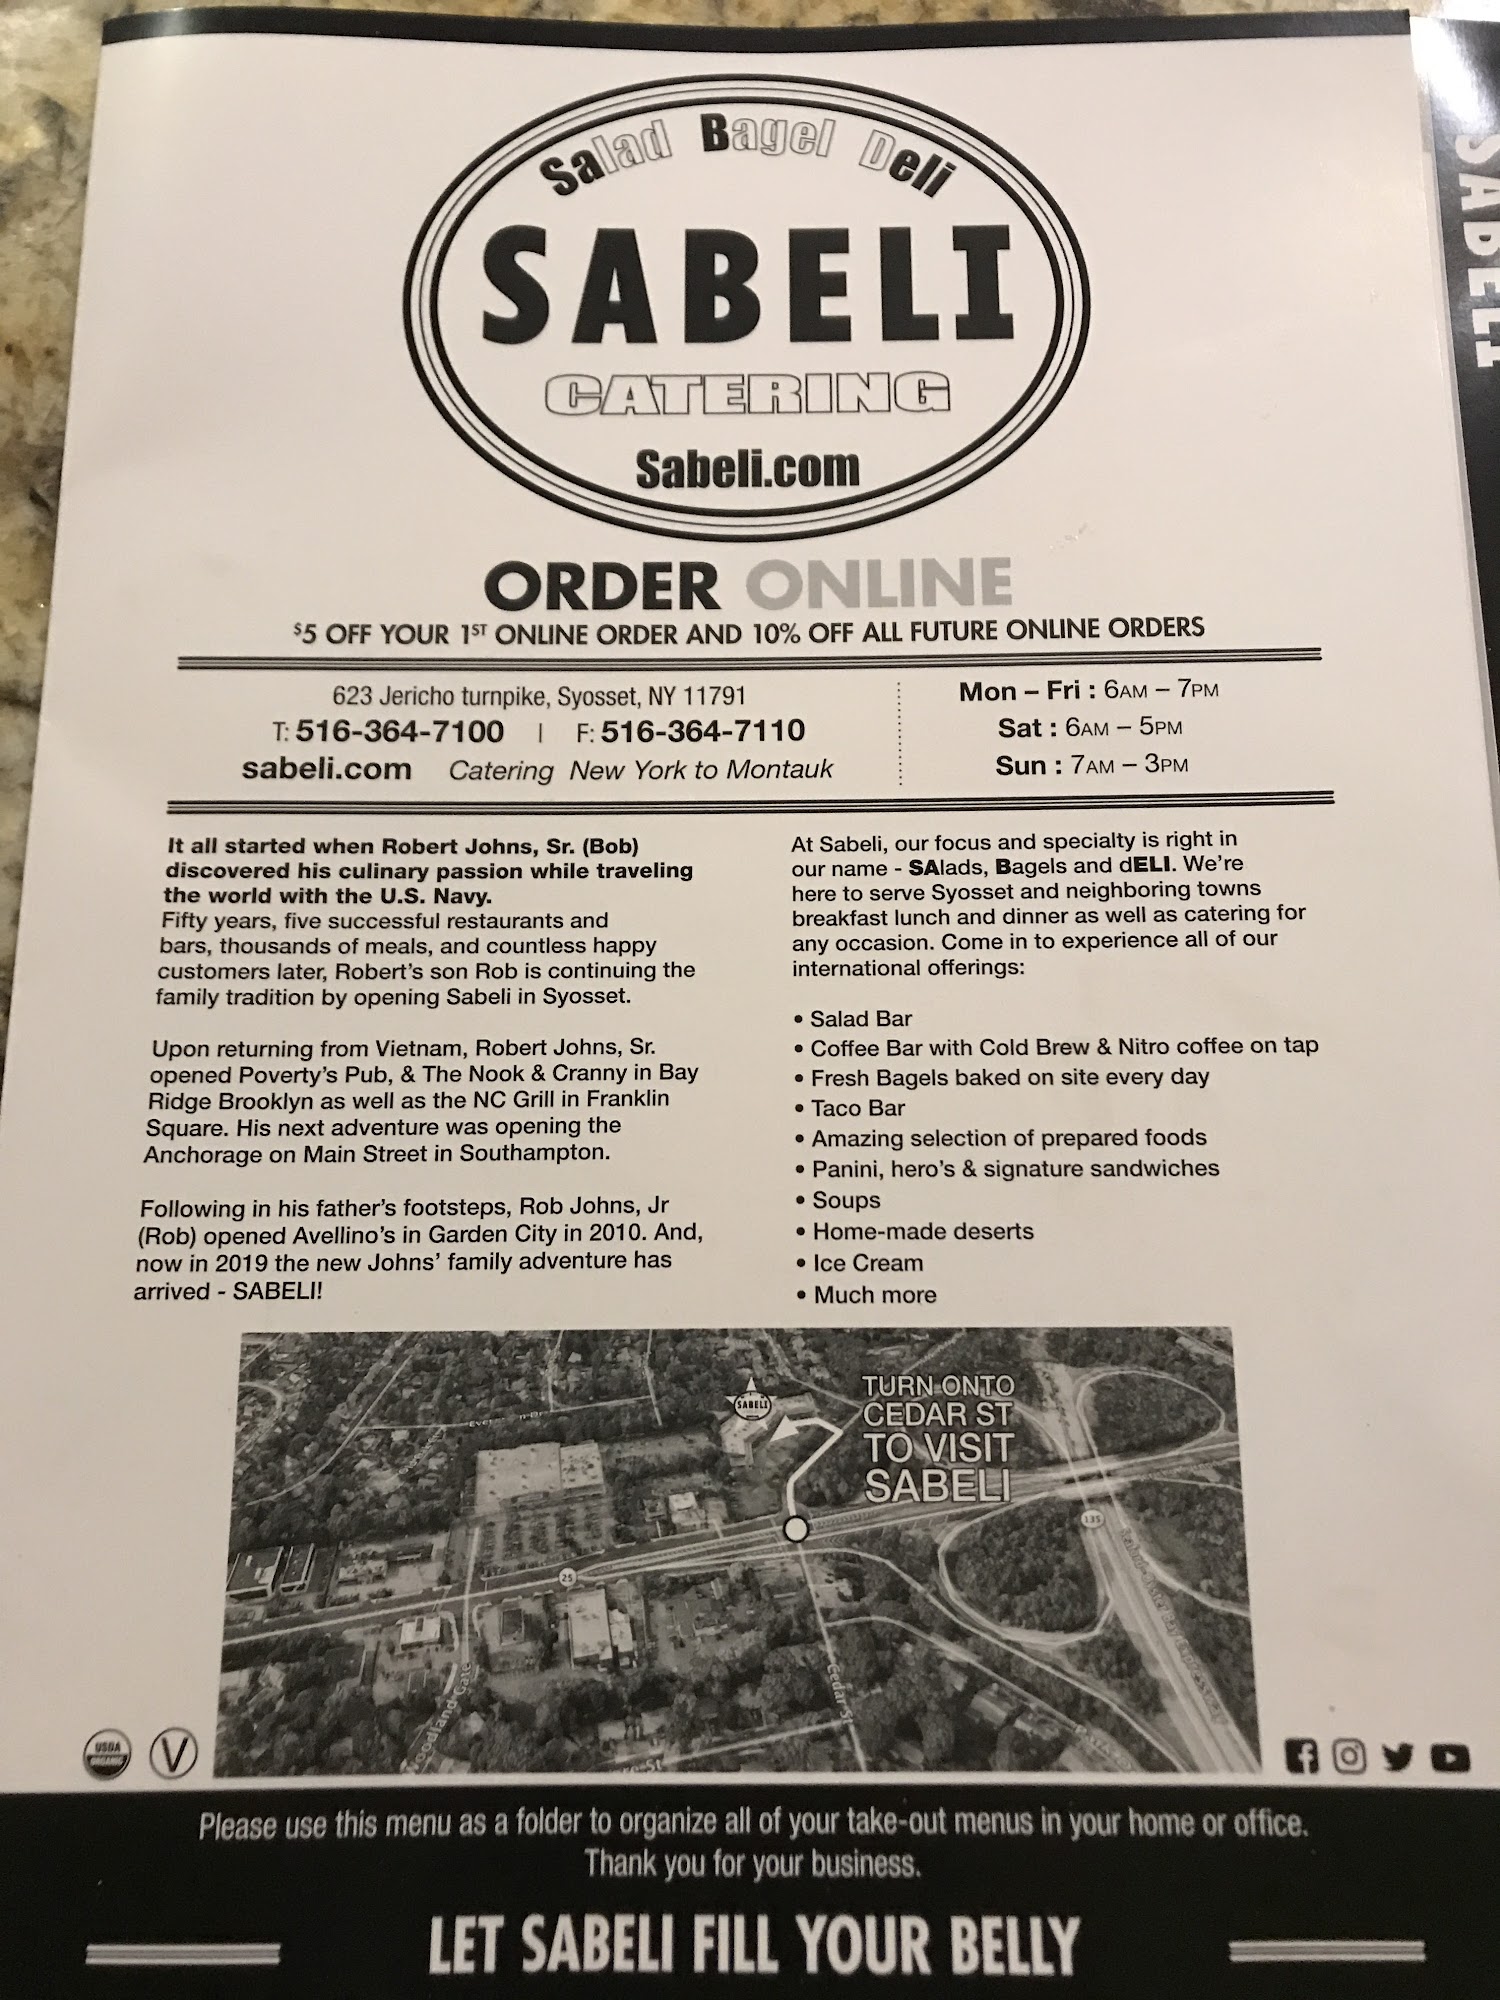 Salad Bagel Deli
SABELI
CATERING
Sabeli.com
ORDER ONLINE
$5 OFF YOUR 1ST ONLINE ORDER AND 10% OFF ALL FUTURE ONLINE ORDERS
623 Jericho turnpike, Syosset, NY 11791
T: 516-364-7100 | F: 516-364-7110
sabeli.com Catering New York to Montauk
Mon – Fri : 6AM – 7PM
Sat : 6AM – 5PM
Sun : 7AM – 3PM
It all started when Robert Johns, Sr. (Bob)
discovered his culinary passion while traveling
the world with the U.S. Navy.
Fifty years, five successful restaurants and
bars, thousands of meals, and countless happy
customers later, Robert's son Rob is continuing the
family tradition by opening Sabeli in Syosset.
Upon returning from Vietnam, Robert Johns, Sr.
opened Poverty's Pub, & The Nook & Cranny in Bay
Ridge Brooklyn as well as the NC Grill in Franklin
Square. His next adventure was opening the
Anchorage on Main Street in Southampton.
Following in his father's footsteps, Rob Johns, Jr
(Rob) opened Avellino's in Garden City in 2010. And,
now in 2019 the new Johns' family adventure has
arrived - SABELI!
At Sabeli, our focus and specialty is right in
our name - SAlads, Bagels and dELI. We're
here to serve Syosset and neighboring towns
breakfast lunch and dinner as well as catering for
any occasion. Come in to experience all of our
international offerings:
• Salad Bar
• Coffee Bar with Cold Brew & Nitro coffee on tap
• Fresh Bagels baked on site every day
• Taco Bar
• Amazing selection of prepared foods
• Panini, hero's & signature sandwiches
• Soups
• Home-made deserts
• Ice Cream
• Much more
SABELI
TURN ONTO
CEDAR ST
TO VISIT
SABELI
135
25
Woodland Gate
Cedar St
USDA
ORGANIC
V
Please use this menu as a folder to organize all of your take-out menus in your home or office.
Thank you for your business.
LET SABELI FILL YOUR BELLY
SABELI